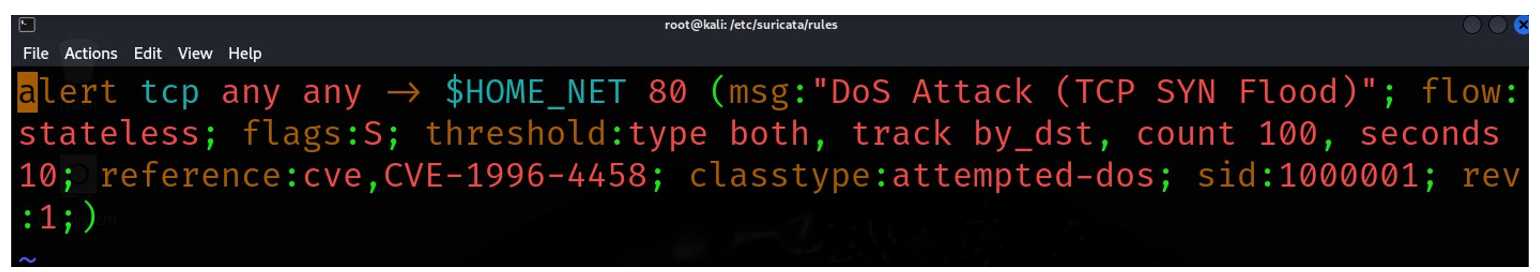 root@kali: /etc/suricata/rules
File Actions Edit View Help
alert tcp any any -> $HOME_NET 80 (msg:"DoS Attack (TCP SYN Flood)"; flow:
stateless; flags:S; threshold:type both, track by_dst, count 100, seconds
10; reference:cve,CVE-1996-4458; classtype:attempted-dos; sid:1000001; rev
:1;)
~